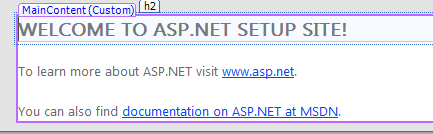 MainContent (Custom) h2
WELCOME TO ASP.NET SETUP SITE!
To learn more about ASP.NET visit www.asp.net.
You can also find documentation on ASP.NET at MSDN.